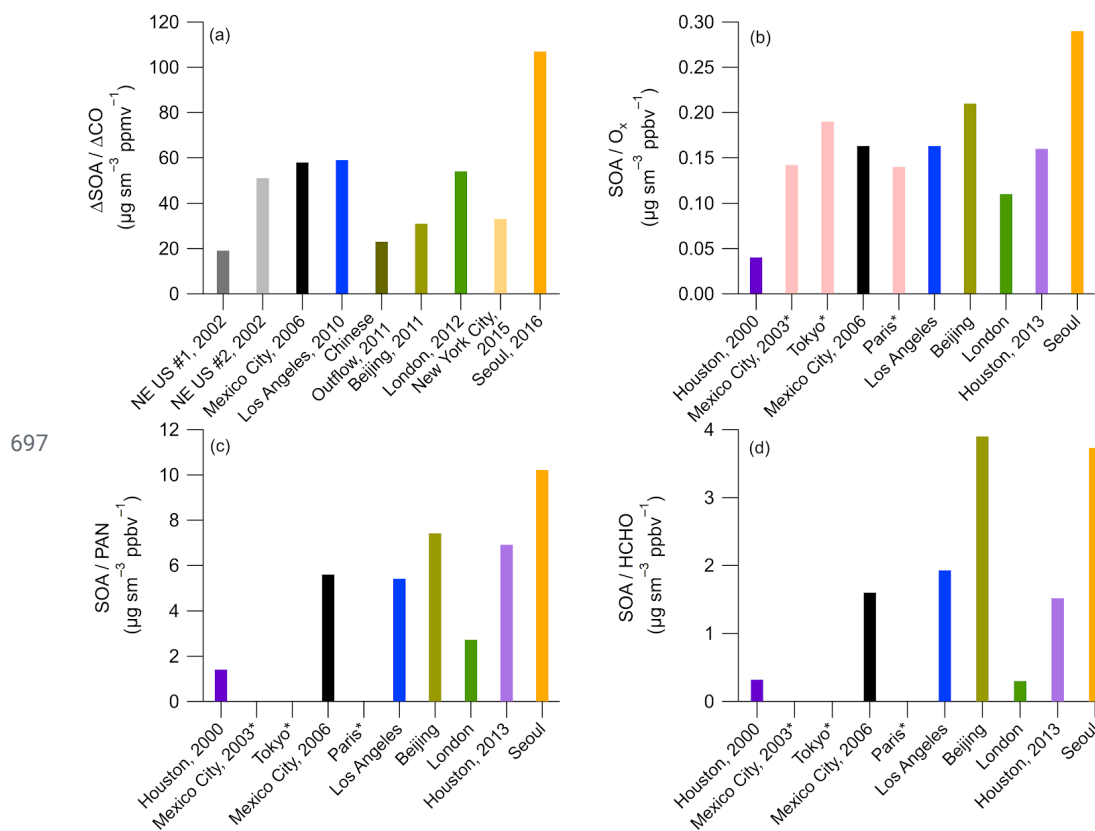 (a)
ΔSOA / ΔCO
(µg sm⁻³ ppmv⁻¹)
120
100
80
60
40
20
0
NE US #1, 2002
NE US #2, 2002
Mexico City, 2006
Los Angeles, 2010
Chinese
Outflow, 2011
Beijing, 2011
London, 2012
New York City,
2015
Seoul, 2016
(b)
SOA / Oₓ
(µg sm⁻³ ppbv⁻¹)
0.30
0.25
0.20
0.15
0.10
0.05
0.00
Houston, 2000
Mexico City, 2003*
Tokyo*
Mexico City, 2006
Paris*
Los Angeles
Beijing
London
Houston, 2013
Seoul
697
(c)
SOA / PAN
(µg sm⁻³ ppbv⁻¹)
12
10
8
6
4
2
0
Houston, 2000
Mexico City, 2003*
Tokyo*
Mexico City, 2006
Paris*
Los Angeles
Beijing
London
Houston, 2013
Seoul
(d)
SOA / HCHO
(µg sm⁻³ ppbv⁻¹)
4
3
2
1
0
Houston, 2000
Mexico City, 2003*
Tokyo*
Mexico City, 2006
Paris*
Los Angeles
Beijing
London
Houston, 2013
Seoul